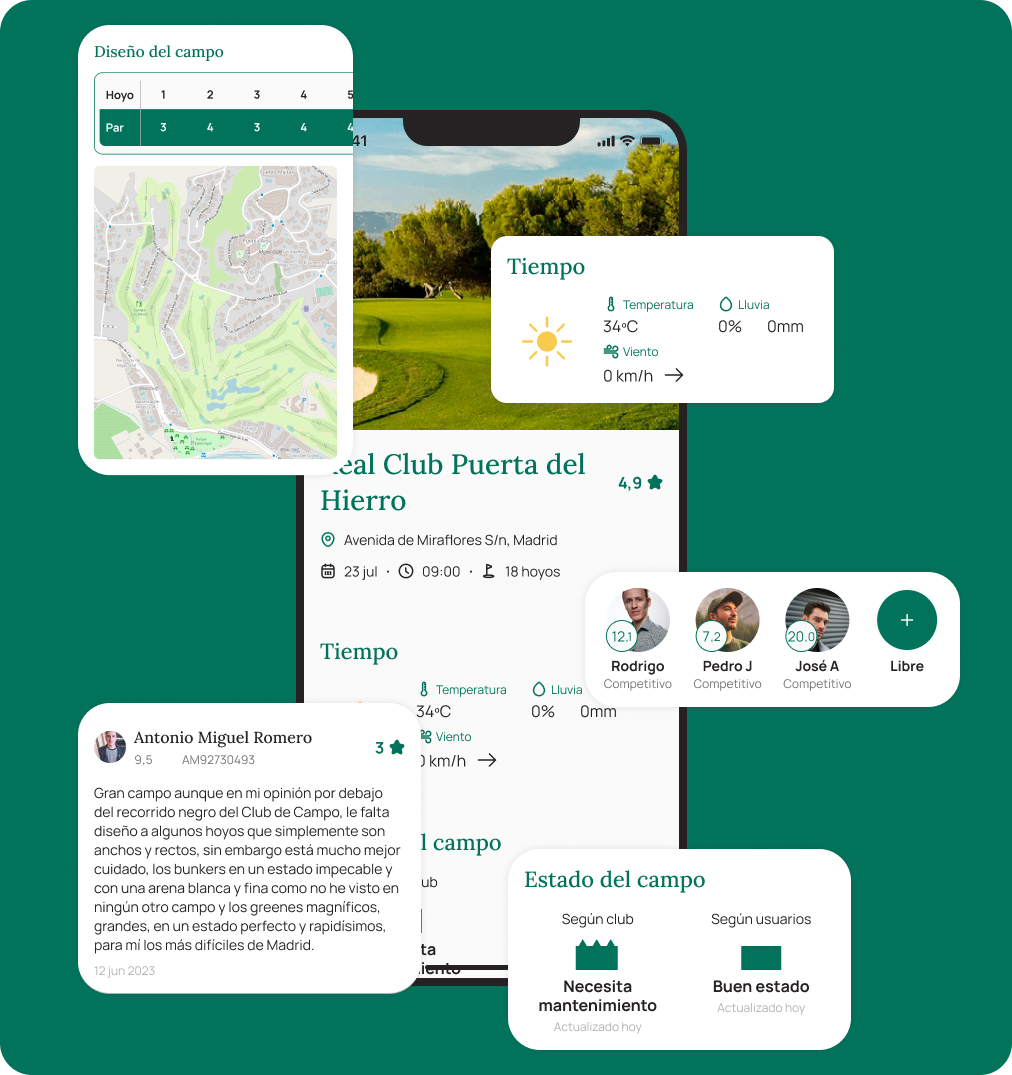 Diseño del campo
Hoyo 1 2 3 4 5
Par 3 4 3 4 4
41
Tiempo
Temperatura Lluvia
34ºC 0% 0mm
Viento
0 km/h
Real Club Puerta del
Hierro
4,9
Avenida de Miraflores S/n, Madrid
23 jul · 09:00 · 18 hoyos
12,1 7,2 20,0
Rodrigo Pedro J José A Libre
Competitivo Competitivo Competitivo
Tiempo
Temperatura Lluvia
34ºC 0% 0mm
Viento
0 km/h
Antonio Miguel Romero
3
9,5 AM92730493
Gran campo aunque en mi opinión por debajo
del recorrido negro del Club de Campo, le falta
diseño a algunos hoyos que simplemente son
anchos y rectos, sin embargo está mucho mejor
cuidado, los bunkers en un estado impecable y
con una arena blanca y fina como no he visto en
ningún otro campo y los greenes magníficos,
grandes, en un estado perfecto y rapidísimos,
para mí los más difíciles de Madrid.
12 jun 2023
l campo
ub
ta
iento
Estado del campo
Según club Según usuarios
Necesita
mantenimiento
Actualizado hoy
Buen estado
Actualizado hoy